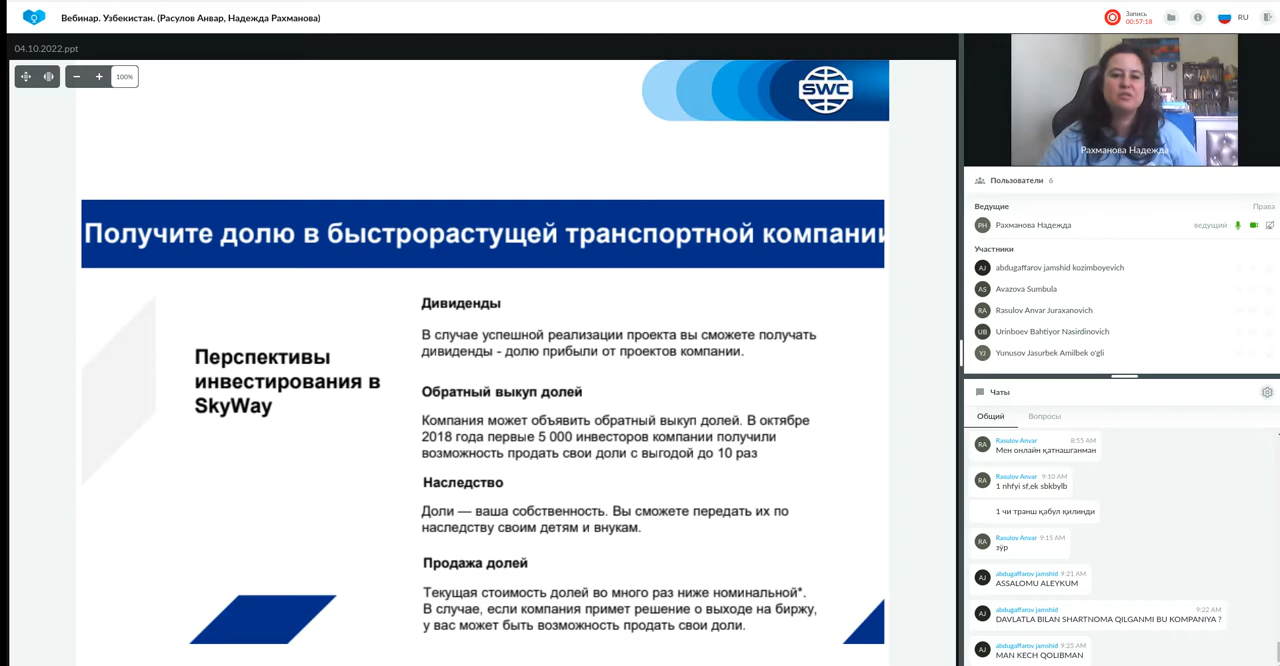 Вебинар. Узбекистан. (Расулов Анвар, Надежда Рахманова)
Запись
00:57:18
RU
04.10.2022.ppt
100%
SWC
Получите долю в быстрорастущей транспортной компании
Перспективы
инвестирования в
SkyWay
Дивиденды
В случае успешной реализации проекта вы сможете получать
дивиденды - долю прибыли от проектов компании.
Обратный выкуп долей
Компания может объявить обратный выкуп долей. В октябре
2018 года первые 5 000 инвесторов компании получили
возможность продать свои доли с выгодой до 10 раз
Наследство
Доли — ваша собственность. Вы сможете передать их по
наследству своим детям и внукам.
Продажа долей
Текущая стоимость долей во много раз ниже номинальной*.
В случае, если компания примет решение о выходе на биржу,
у вас может быть возможность продать свои доли.
Рахманова Надежда
Пользователи 6
Ведущие Права
РН Рахманова Надежда ведущий
Участники
AJ abdugaffarov jamshid kozimboyevich
AS Avazova Sumbula
RA Rasulov Anvar Juraxanovich
UB Urinboev Bahtiyor Nasirdinovich
YJ Yunusov Jasurbek Amilbek o'gli
Чаты
Общий Вопросы
RA Rasulov Anvar 8:55 AM
Мен онлайн қатнашганман
RA Rasulov Anvar 9:10 AM
1 nhfyi sf,ek sbkbylb
1 чи транш қабул қилинди
RA Rasulov Anvar 9:15 AM
зўр
AJ abdugaffarov jamshid 9:21 AM
ASSALOMU ALEYKUM
AJ abdugaffarov jamshid 9:22 AM
DAVLATLA BILAN SHARTNOMA QILGANMI BU KOMPANIYA ?
AJ abdugaffarov jamshid 9:25 AM
MAN KECH QOLIBMAN